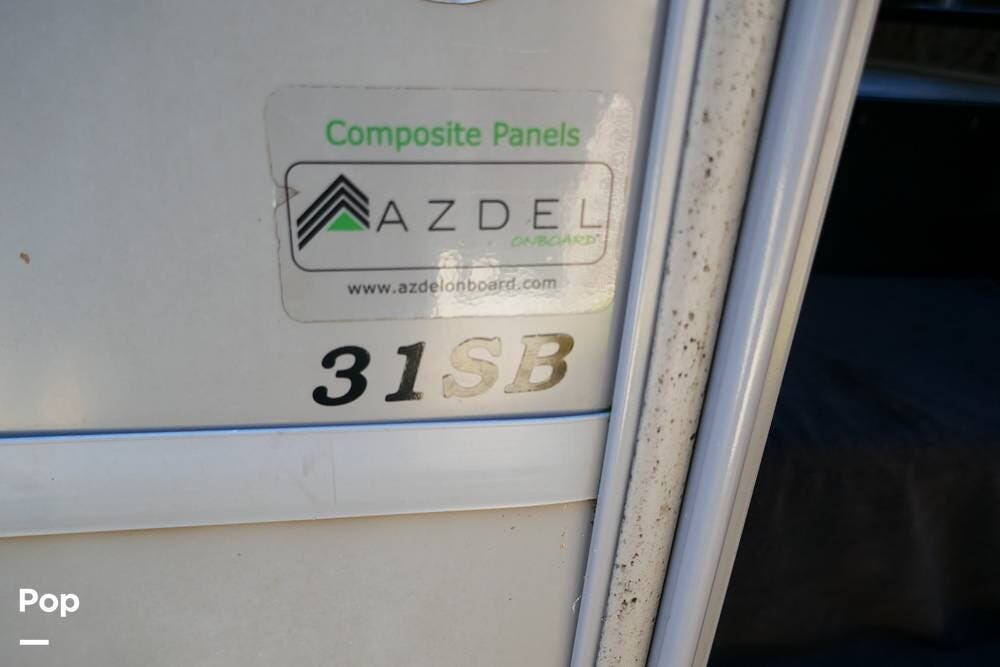 Composite Panels
AZDEL
ONBOARD
www.azdelonboard.com
31SB
Pop